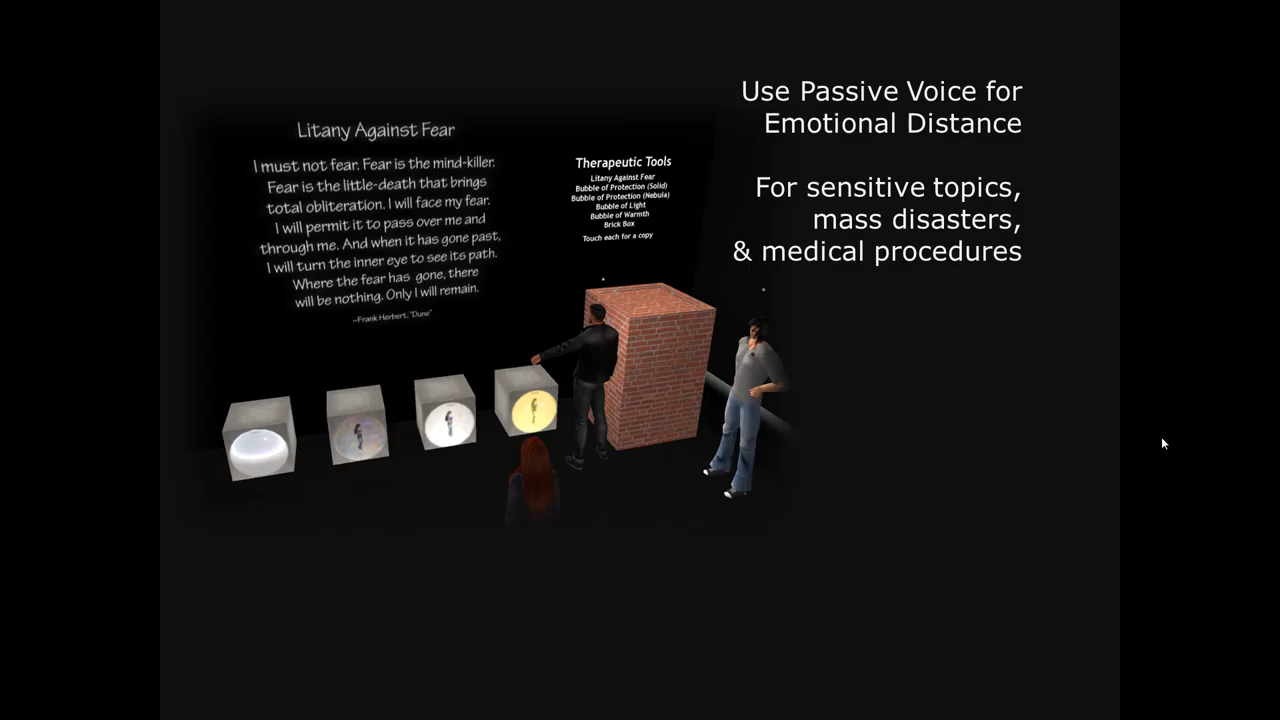 Use Passive Voice for
Emotional Distance
For sensitive topics,
mass disasters,
& medical procedures
Litany Against Fear
I must not fear. Fear is the mind-killer.
Fear is the little-death that brings
total obliteration. I will face my fear.
I will permit it to pass over me and
through me. And when it has gone past,
I will turn the inner eye to see its path.
Where the fear has gone, there
will be nothing. Only I will remain.
~Frank Herbert, "Dune"
Therapeutic Tools
Litany Against Fear
Bubble of Protection (Solid)
Bubble of Protection (Nebula)
Bubble of Light
Bubble of Warmth
Brick Box
Touch each for a copy